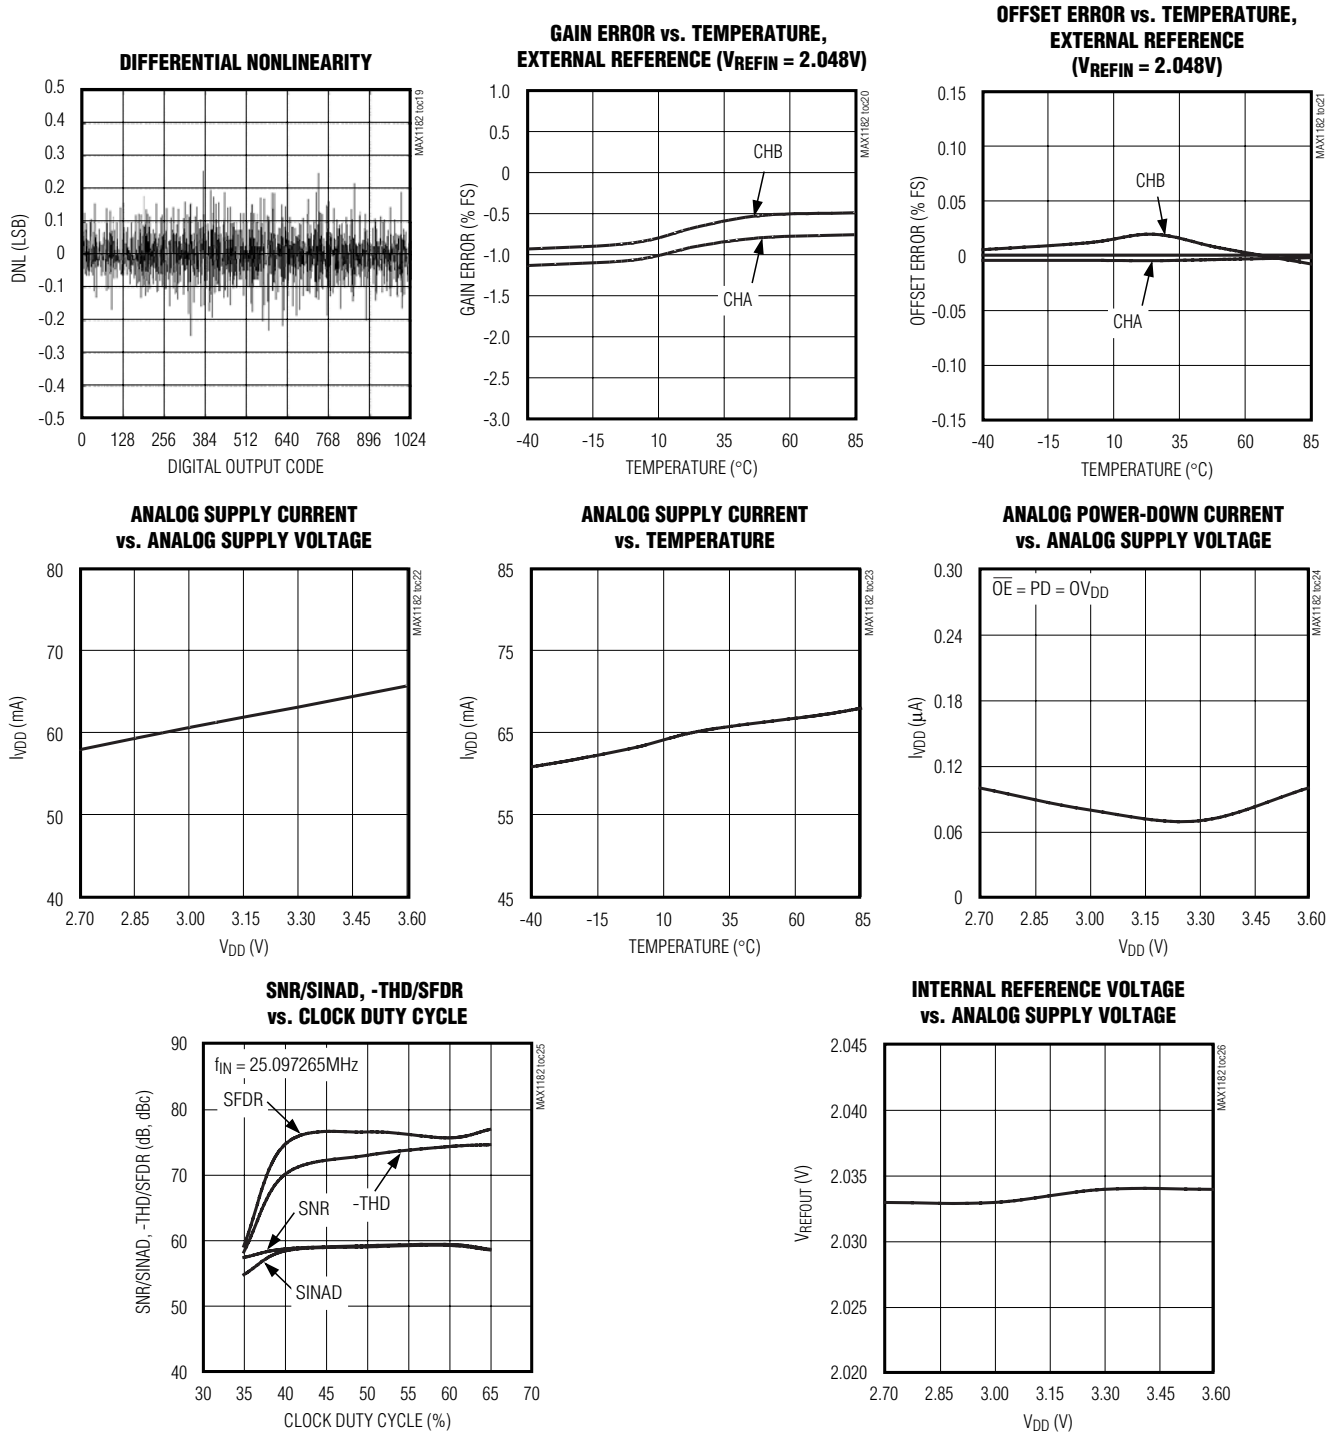 DIFFERENTIAL NONLINEARITY
0.5
0.4
0.3
0.2
0.1
0
-0.1
-0.2
-0.3
-0.4
-0.5
DNL (LSB)
0 128 256 384 512 640 768 896 1024
DIGITAL OUTPUT CODE
MAX1182 toc19
GAIN ERROR vs. TEMPERATURE,
EXTERNAL REFERENCE (VREFIN = 2.048V)
1.0
0.5
0
-0.5
-1.0
-1.5
-2.0
-2.5
-3.0
GAIN ERROR (% FS)
CHB
CHA
-40 -15 10 35 60 85
TEMPERATURE (°C)
MAX1182 toc20
OFFSET ERROR vs. TEMPERATURE,
EXTERNAL REFERENCE
(VREFIN = 2.048V)
0.15
0.10
0.05
0
-0.05
-0.10
-0.15
OFFSET ERROR (% FS)
CHB
CHA
-40 -15 10 35 60 85
TEMPERATURE (°C)
MAX1182 toc21
ANALOG SUPPLY CURRENT
vs. ANALOG SUPPLY VOLTAGE
80
70
60
50
40
IVDD (mA)
2.70 2.85 3.00 3.15 3.30 3.45 3.60
VDD (V)
MAX1182 toc22
ANALOG SUPPLY CURRENT
vs. TEMPERATURE
85
75
65
55
45
IVDD (mA)
-40 -15 10 35 60 85
TEMPERATURE (°C)
MAX1182 toc23
ANALOG POWER-DOWN CURRENT
vs. ANALOG SUPPLY VOLTAGE
0.30
0.24
0.18
0.12
0.06
0
IVDD (μA)
O̅E̅ = PD = OVDD
2.70 2.85 3.00 3.15 3.30 3.45 3.60
VDD (V)
MAX1182 toc24
SNR/SINAD, -THD/SFDR
vs. CLOCK DUTY CYCLE
90
80
70
60
50
40
SNR/SINAD, -THD/SFDR (dB, dBc)
fIN = 25.097265MHz
SFDR
SNR
-THD
SINAD
30 35 40 45 50 55 60 65 70
CLOCK DUTY CYCLE (%)
MAX1182 toc25
INTERNAL REFERENCE VOLTAGE
vs. ANALOG SUPPLY VOLTAGE
2.045
2.040
2.035
2.030
2.025
2.020
VREFOUT (V)
2.70 2.85 3.00 3.15 3.30 3.45 3.60
VDD (V)
MAX1182 toc26